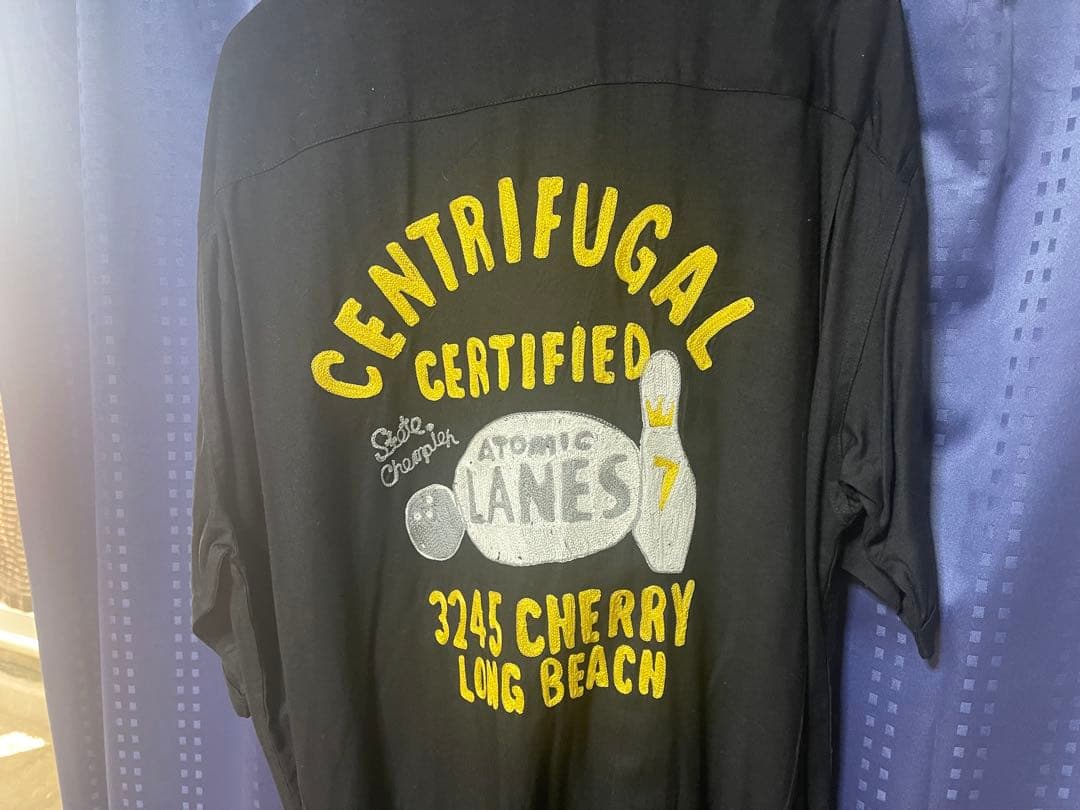 CENTRIFUGAL
CERTIFIED
State
Champion
ATOMIC
LANES
7
3245 CHERRY
LONG BEACH